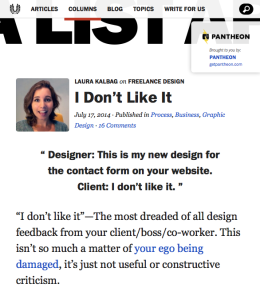 ARTICLES COLUMNS BLOG TOPICS WRITE FOR US
A LIST A
PANTHEON
Brought to you by:
PANTHEON
getpantheon.com
LAURA KALBAG on FREELANCE DESIGN
I Don’t Like It
July 17, 2014 · Published in Process, Business, Graphic
Design · 16 Comments
“ Designer: This is my new design for
the contact form on your website.
Client: I don’t like it. ”
“I don’t like it”—The most dreaded of all design
feedback from your client/boss/co-worker. This
isn’t so much a matter of your ego being
damaged, it’s just not useful or constructive
criticism.